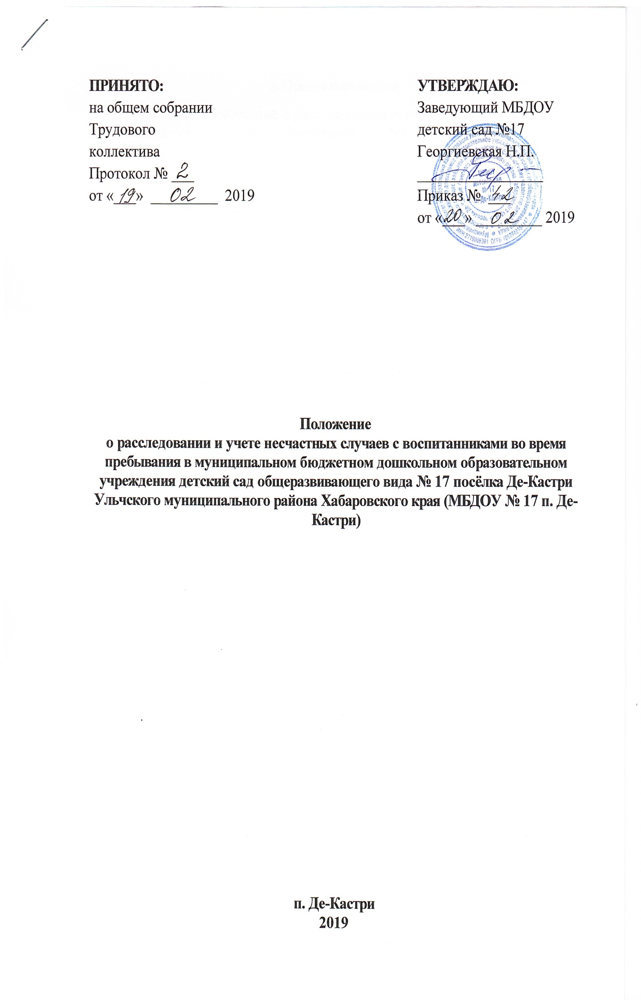 ПРИНЯТО:
на общем собрании
Трудового
коллектива
Протокол № 2
от «19» 02 2019
УТВЕРЖДАЮ:
Заведующий МБДОУ
детский сад №17
Георгиевская Н.П.
Приказ № 42
от «20» 02 2019
Положение
о расследовании и учете несчастных случаев с воспитанниками во время
пребывания в муниципальном бюджетном дошкольном образовательном
учреждения детский сад общеразвивающего вида № 17 посёлка Де-Кастри
Ульчского муниципального района Хабаровского края (МБДОУ № 17 п. Де-
Кастри)
п. Де-Кастри
2019